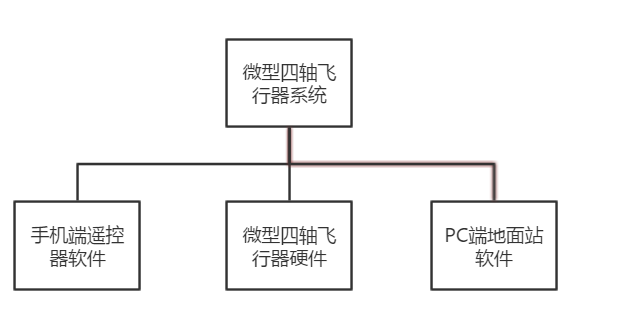 微型四轴飞
行器系统
手机端遥控
器软件
微型四轴飞
行器硬件
PC端地面站
软件